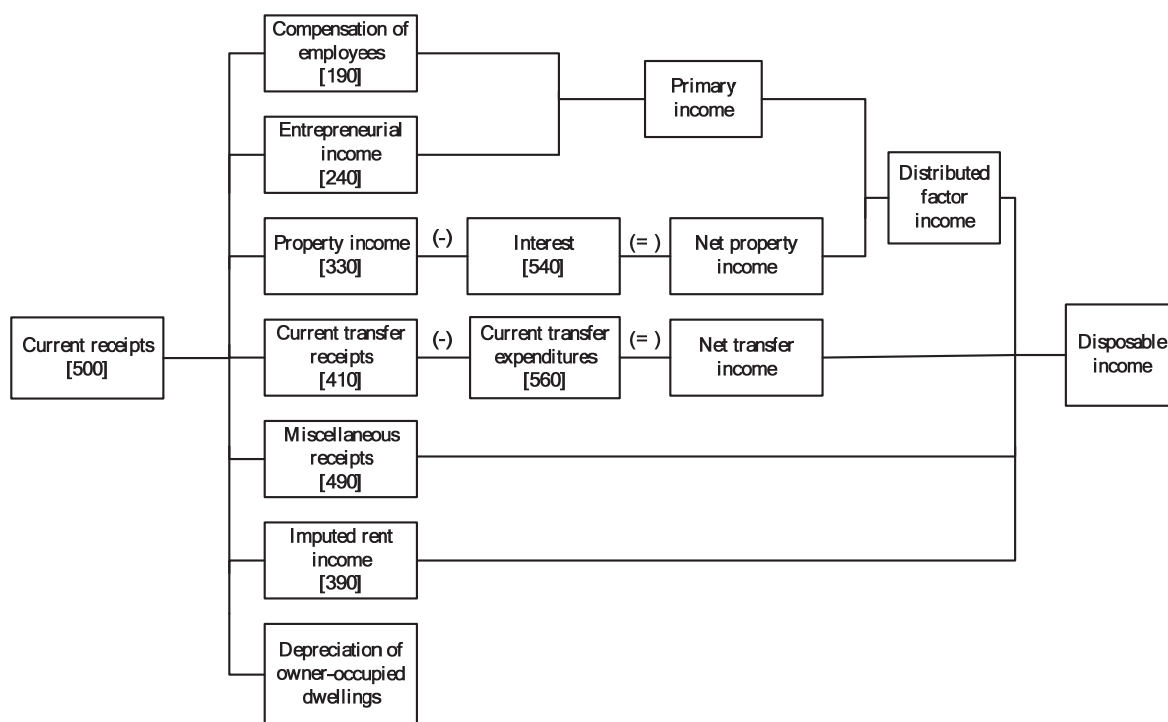 Compensation of
employees
[190]
Primary
income
Entrepreneurial
income
[240]
Distributed
factor
income
Property income
[330]
(-)
Interest
[540]
(= )
Net property
income
Current receipts
[500]
Current transfer
receipts
[410]
(-)
Current transfer
expenditures
[560]
(= )
Net transfer
income
Disposable
income
Miscellaneous
receipts
[490]
Imputed rent
income
[390]
Depreciation of
owner-occupied
dwellings